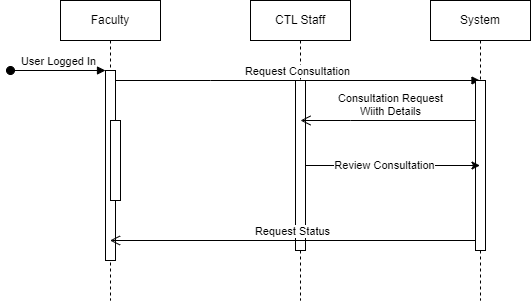 Faculty
CTL Staff
System
User Logged In
Request Consultation
Consultation Request
Wiith Details
Review Consultation
Request Status